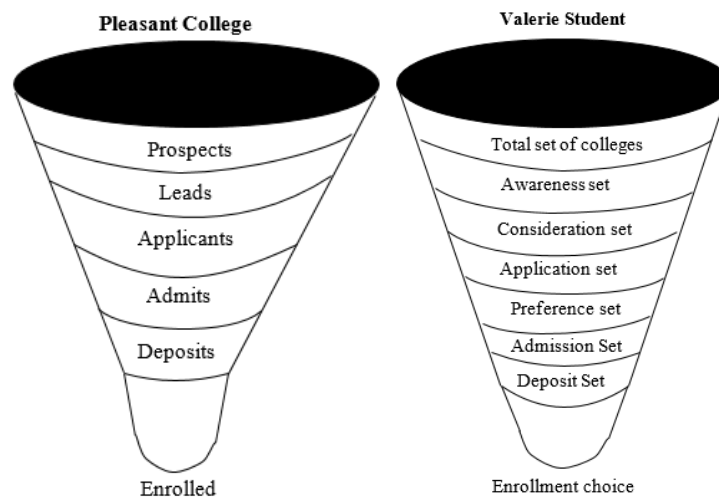 Pleasant College
Prospects
Leads
Applicants
Admits
Deposits
Enrolled
Valerie Student
Total set of colleges
Awareness set
Consideration set
Application set
Preference set
Admission Set
Deposit Set
Enrollment choice